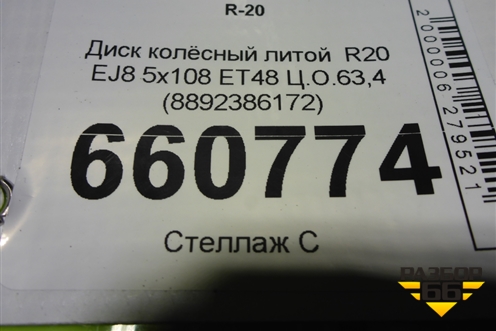 R-20
Диск колёсный литой R20
EJ8 5x108 ET48 Ц.О.63,4
(8892386172)
660774
Стеллаж С
2000006279521
РАЗБОР
66